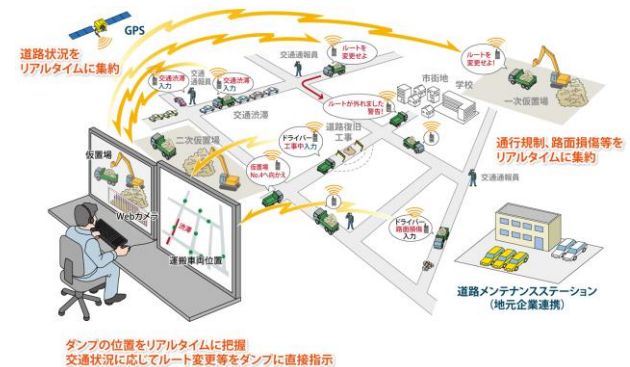 GPS
道路状況を
リアルタイムに集約
交通渋滞
入力
交通
通報員
交通渋滞
入力
交通渋滞
交通通報員
ルートを
変更せよ
ルートを
変更せよ
市街地
学校
一次仮置場
ルートが外れました
警告!
道路復旧
工事
ドライバー
工事中入力
通行規制、路面損傷等を
リアルタイムに集約
二次仮置場
仮置場
No.4へ向かえ
交通通報員
仮置場
Webカメラ
渋滞
運搬車両位置
ドライバー
路面損傷
入力
道路メンテナンスステーション
(地元企業連携)
ダンプの位置をリアルタイムに把握
交通状況に応じてルート変更等をダンプに直接指示